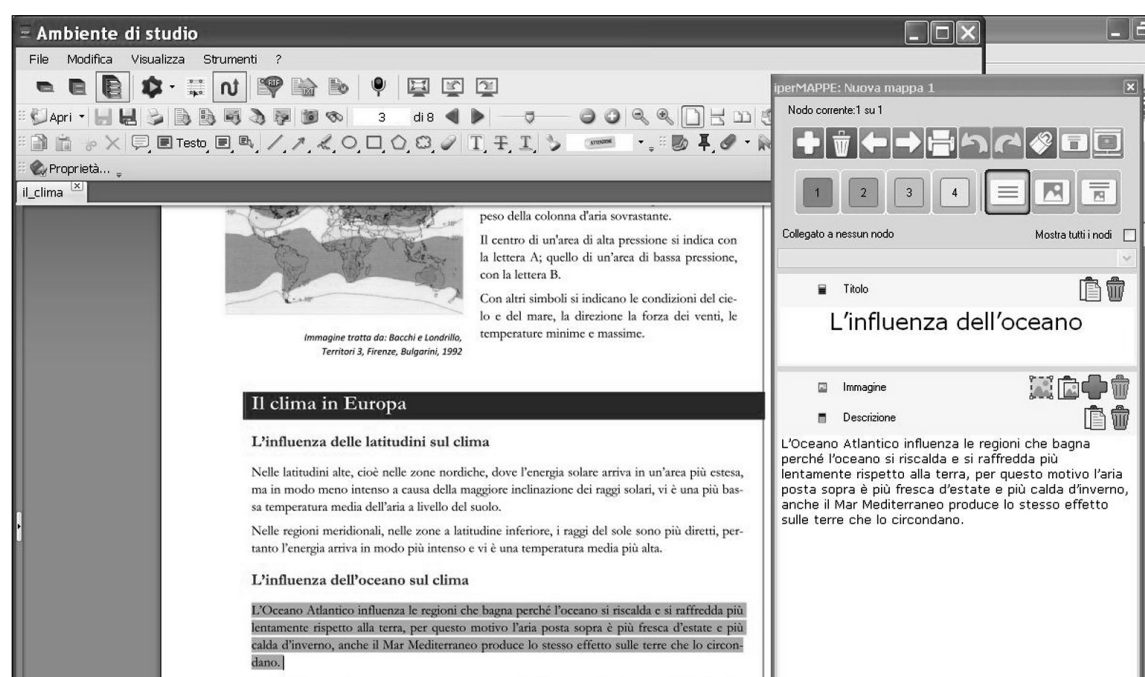 Ambiente di studio
File Modifica Visualizza Strumenti ?
Apri
3 di 8
Testo
T T I
Proprietà...
il_clima
Immagine tratta da: Bacchi e Londrillo,
Territori 3, Firenze, Bulgarini, 1992
peso della colonna d'aria sovrastante.
Il centro di un'area di alta pressione si indica con
la lettera A; quello di un'area di bassa pressione,
con la lettera B.
Con altri simboli si indicano le condizioni del cie-
lo e del mare, la direzione la forza dei venti, le
temperature minime e massime.
Il clima in Europa
L'influenza delle latitudini sul clima
Nelle latitudini alte, cioè nelle zone nordiche, dove l'energia solare arriva in un'area più estesa,
ma in modo meno intenso a causa della maggiore inclinazione dei raggi solari, vi è una più bas-
sa temperatura media dell'aria a livello del suolo.
Nelle regioni meridionali, nelle zone a latitudine inferiore, i raggi del sole sono più diretti, per-
tanto l'energia arriva in modo più intenso e vi è una temperatura media più alta.
L'influenza dell'oceano sul clima
L'Oceano Atlantico influenza le regioni che bagna perché l'oceano si riscalda e si raffredda più
lentamente rispetto alla terra, per questo motivo l'aria posta sopra è più fresca d'estate e più
calda d'inverno, anche il Mar Mediterraneo produce lo stesso effetto sulle terre che lo circon-
dano.
iperMAPPE: Nuova mappa 1
Nodo corrente:1 su 1
1 2 3 4
Collegato a nessun nodo
Mostra tutti i nodi
Titolo
L'influenza dell'oceano
Immagine
Descrizione
L'Oceano Atlantico influenza le regioni che bagna
perché l'oceano si riscalda e si raffredda più
lentamente rispetto alla terra, per questo motivo l'aria
posta sopra è più fresca d'estate e più calda d'inverno,
anche il Mar Mediterraneo produce lo stesso effetto
sulle terre che lo circondano.